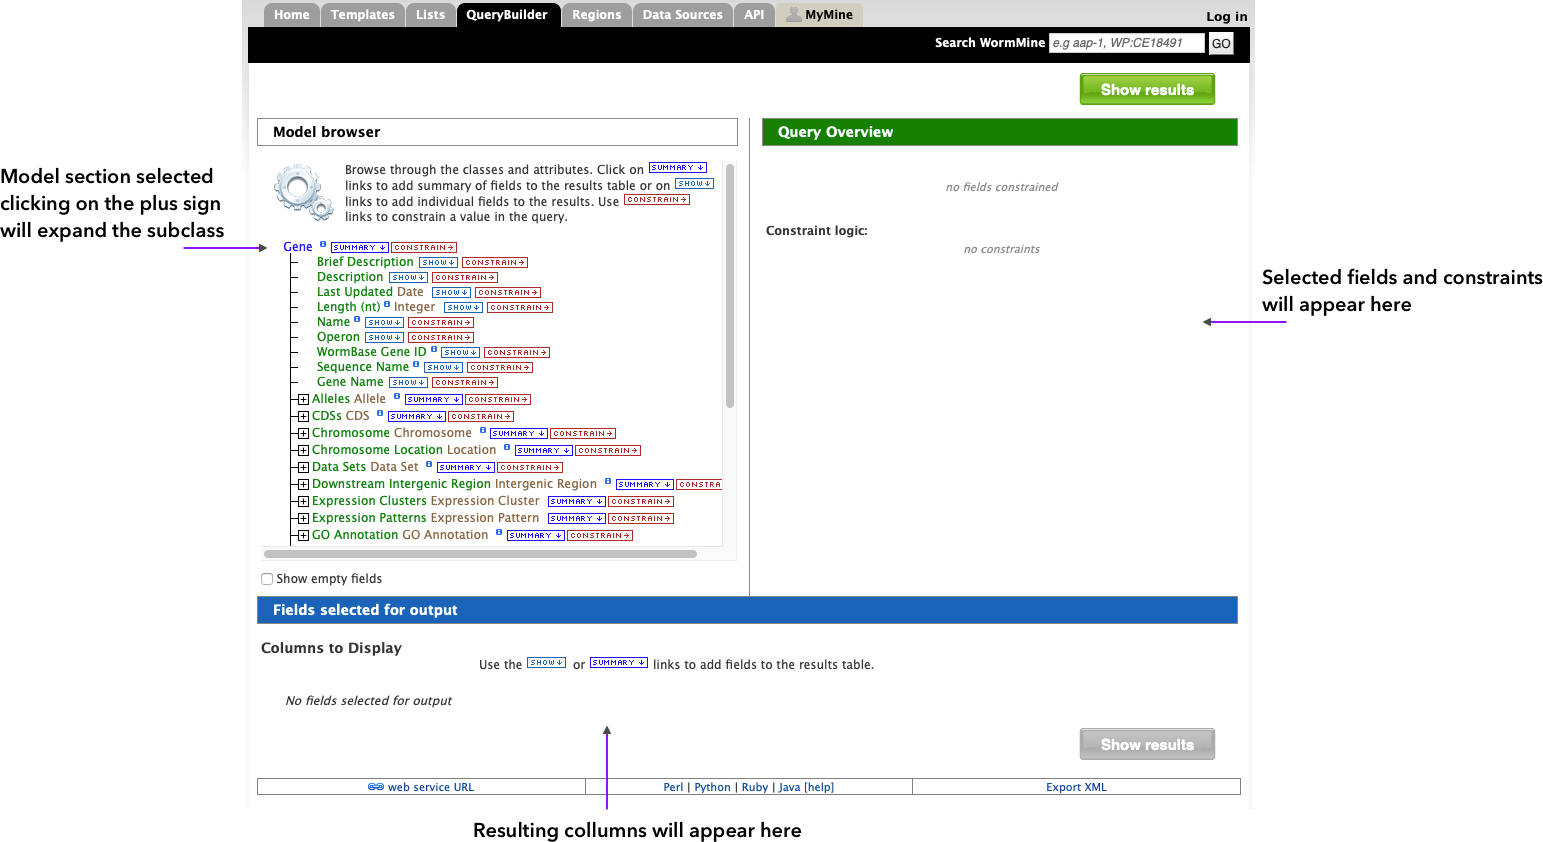 Home Templates Lists QueryBuilder Regions Data Sources API MyMine
Log in
Search WormMine e.g aap-1, WP:CE18491 GO
Show results
Model browser
Query Overview
Browse through the classes and attributes. Click on SUMMARY ↓
links to add summary of fields to the results table or on SHOW ↓
links to add individual fields to the results. Use CONSTRAIN →
links to constrain a value in the query.
no fields constrained
Constraint logic:
no constraints
Model section selected
clicking on the plus sign
will expand the subclass
Gene SUMMARY ↓ CONSTRAIN →
Brief Description SHOW ↓ CONSTRAIN →
Description SHOW ↓ CONSTRAIN →
Last Updated Date SHOW ↓ CONSTRAIN →
Length (nt) Integer SHOW ↓ CONSTRAIN →
Name SHOW ↓ CONSTRAIN →
Operon SHOW ↓ CONSTRAIN →
WormBase Gene ID SHOW ↓ CONSTRAIN →
Sequence Name SHOW ↓ CONSTRAIN →
Gene Name SHOW ↓ CONSTRAIN →
Alleles Allele SUMMARY ↓ CONSTRAIN →
CDSs CDS SUMMARY ↓ CONSTRAIN →
Chromosome Chromosome SUMMARY ↓ CONSTRAIN →
Chromosome Location Location SUMMARY ↓ CONSTRAIN →
Data Sets Data Set SUMMARY ↓ CONSTRAIN →
Downstream Intergenic Region Intergenic Region SUMMARY ↓ CONSTRA
Expression Clusters Expression Cluster SUMMARY ↓ CONSTRAIN →
Expression Patterns Expression Pattern SUMMARY ↓ CONSTRAIN →
GO Annotation GO Annotation SUMMARY ↓ CONSTRAIN →
Selected fields and constraints
will appear here
Show empty fields
Fields selected for output
Columns to Display
Use the SHOW ↓ or SUMMARY ↓ links to add fields to the results table.
No fields selected for output
Show results
web service URL
Perl | Python | Ruby | Java [help]
Export XML
Resulting collumns will appear here